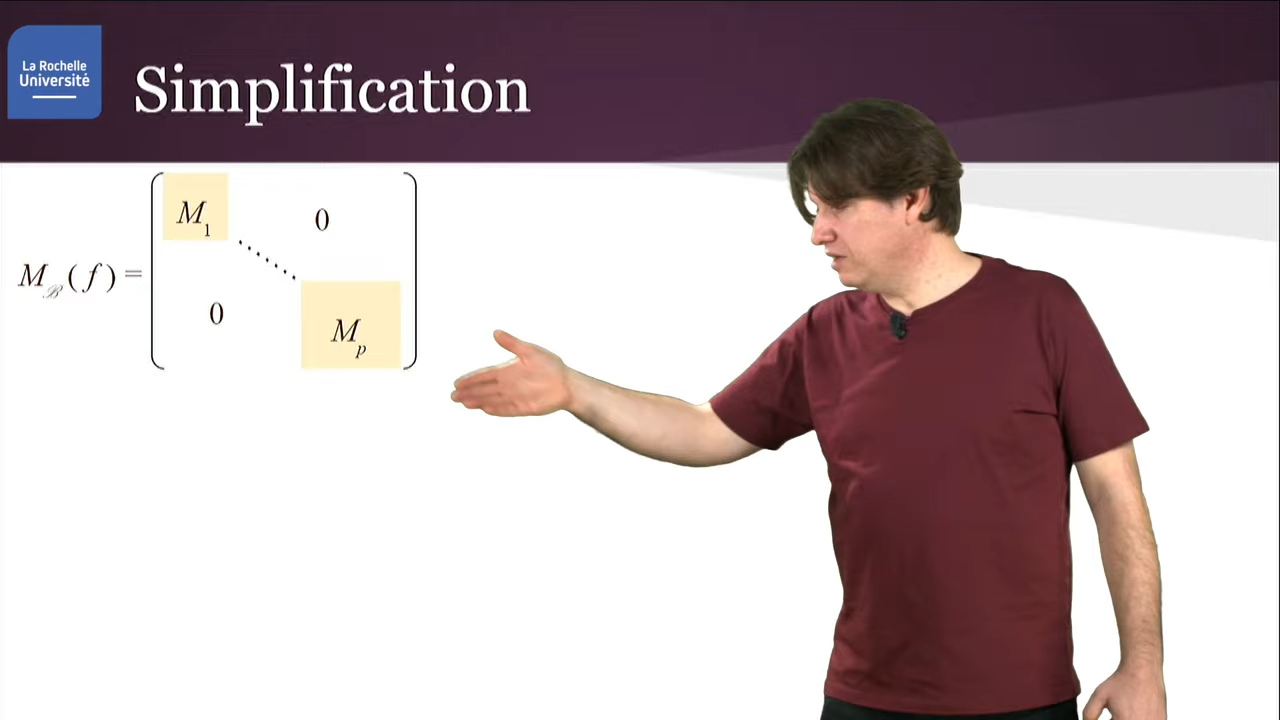 La Rochelle
Université
Simplification
M_ℬ(f) =
M_1
0
0
M_p